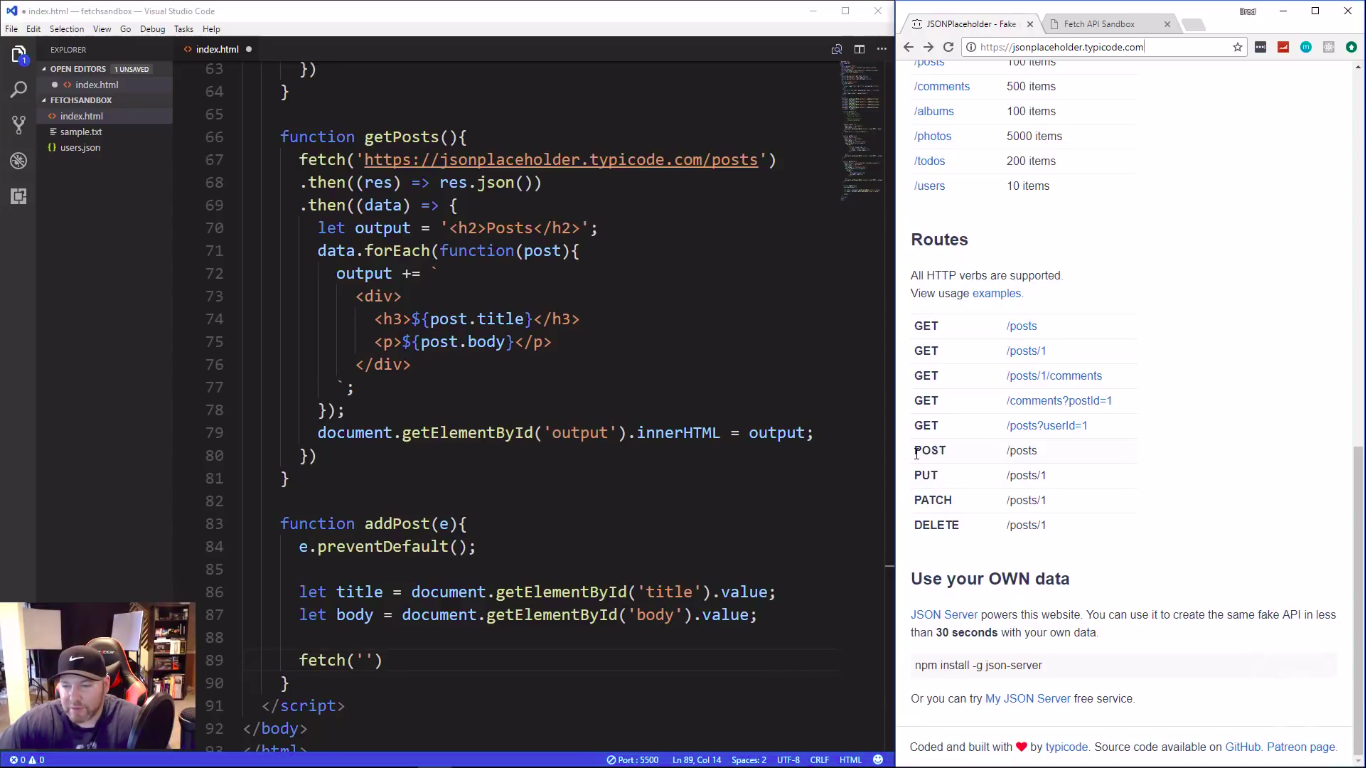 index.html — fetchsandbox — Visual Studio Code
File Edit Selection View Go Debug Tasks Help
EXPLORER
OPEN EDITORS 1 UNSAVED
index.html
FETCHSANDBOX
index.html
sample.txt
users.json
1
index.html
63 })
64 }
65
66 function getPosts(){
67 fetch('https://jsonplaceholder.typicode.com/posts')
68 .then((res) => res.json())
69 .then((data) => {
70 let output = '<h2>Posts</h2>';
71 data.forEach(function(post){
72 output += `
73 <div>
74 <h3>${post.title}</h3>
75 <p>${post.body}</p>
76 </div>
77 `;
78 });
79 document.getElementById('output').innerHTML = output;
80 })
81 }
82
83 function addPost(e){
84 e.preventDefault();
85
86 let title = document.getElementById('title').value;
87 let body = document.getElementById('body').value;
88
89 fetch('')
90 }
91 </script>
92 </body>
93 </html>
0 0
Port : 5500 Ln 89, Col 14 Spaces: 2 UTF-8 CRLF HTML
Brad
JSONPlaceholder - Fake
Fetch API Sandbox
https://jsonplaceholder.typicode.com
/posts 100 items
/comments 500 items
/albums 100 items
/photos 5000 items
/todos 200 items
/users 10 items
Routes
All HTTP verbs are supported.
View usage examples.
GET /posts
GET /posts/1
GET /posts/1/comments
GET /comments?postId=1
GET /posts?userId=1
POST /posts
PUT /posts/1
PATCH /posts/1
DELETE /posts/1
Use your OWN data
JSON Server powers this website. You can use it to create the same fake API in less
than 30 seconds with your own data.
npm install -g json-server
Or you can try My JSON Server free service.
Coded and built with ❤ by typicode. Source code available on GitHub. Patreon page.